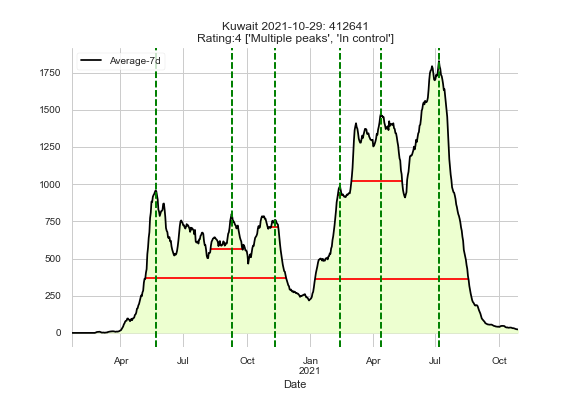 Kuwait 2021-10-29: 412641
Rating:4 ['Multiple peaks', 'In control']
Average-7d
1750
1500
1250
1000
750
500
250
0
Apr Jul Oct Jan Apr Jul Oct
2021
Date